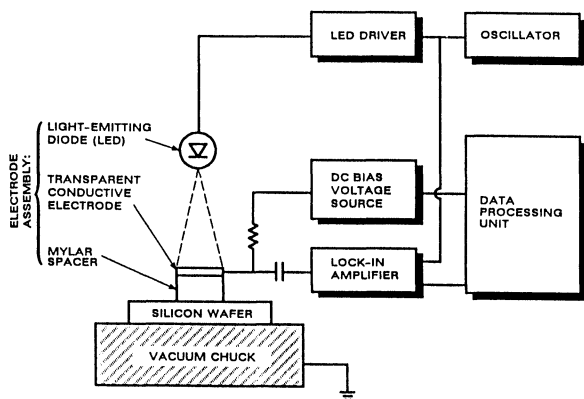 LED DRIVER
OSCILLATOR
ELECTRODE
ASSEMBLY:
LIGHT-EMITTING
DIODE (LED)
TRANSPARENT
CONDUCTIVE
ELECTRODE
MYLAR
SPACER
DC BIAS
VOLTAGE
SOURCE
DATA
PROCESSING
UNIT
LOCK-IN
AMPLIFIER
SILICON WAFER
VACUUM CHUCK